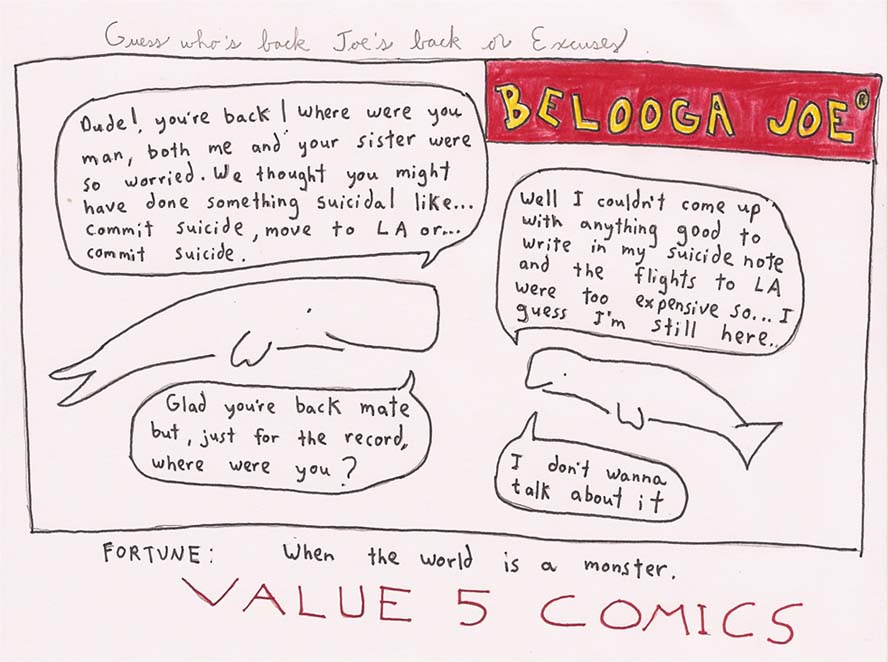 Guess who's back Joe's back or Excuses
BELOOGA JOE®
Dude!, you're back! Where were you
man, both me and your sister were
so worried. We thought you might
have done something suicidal like...
commit suicide, move to LA or...
commit suicide.
Well I couldn't come up
with anything good to
write in my suicide note
and the flights to LA
were too expensive so... I
guess I'm still here..
Glad you're back mate
but, just for the record,
where were you?
I don't wanna
talk about it
FORTUNE: When the world is a monster.
VALUE 5 COMICS